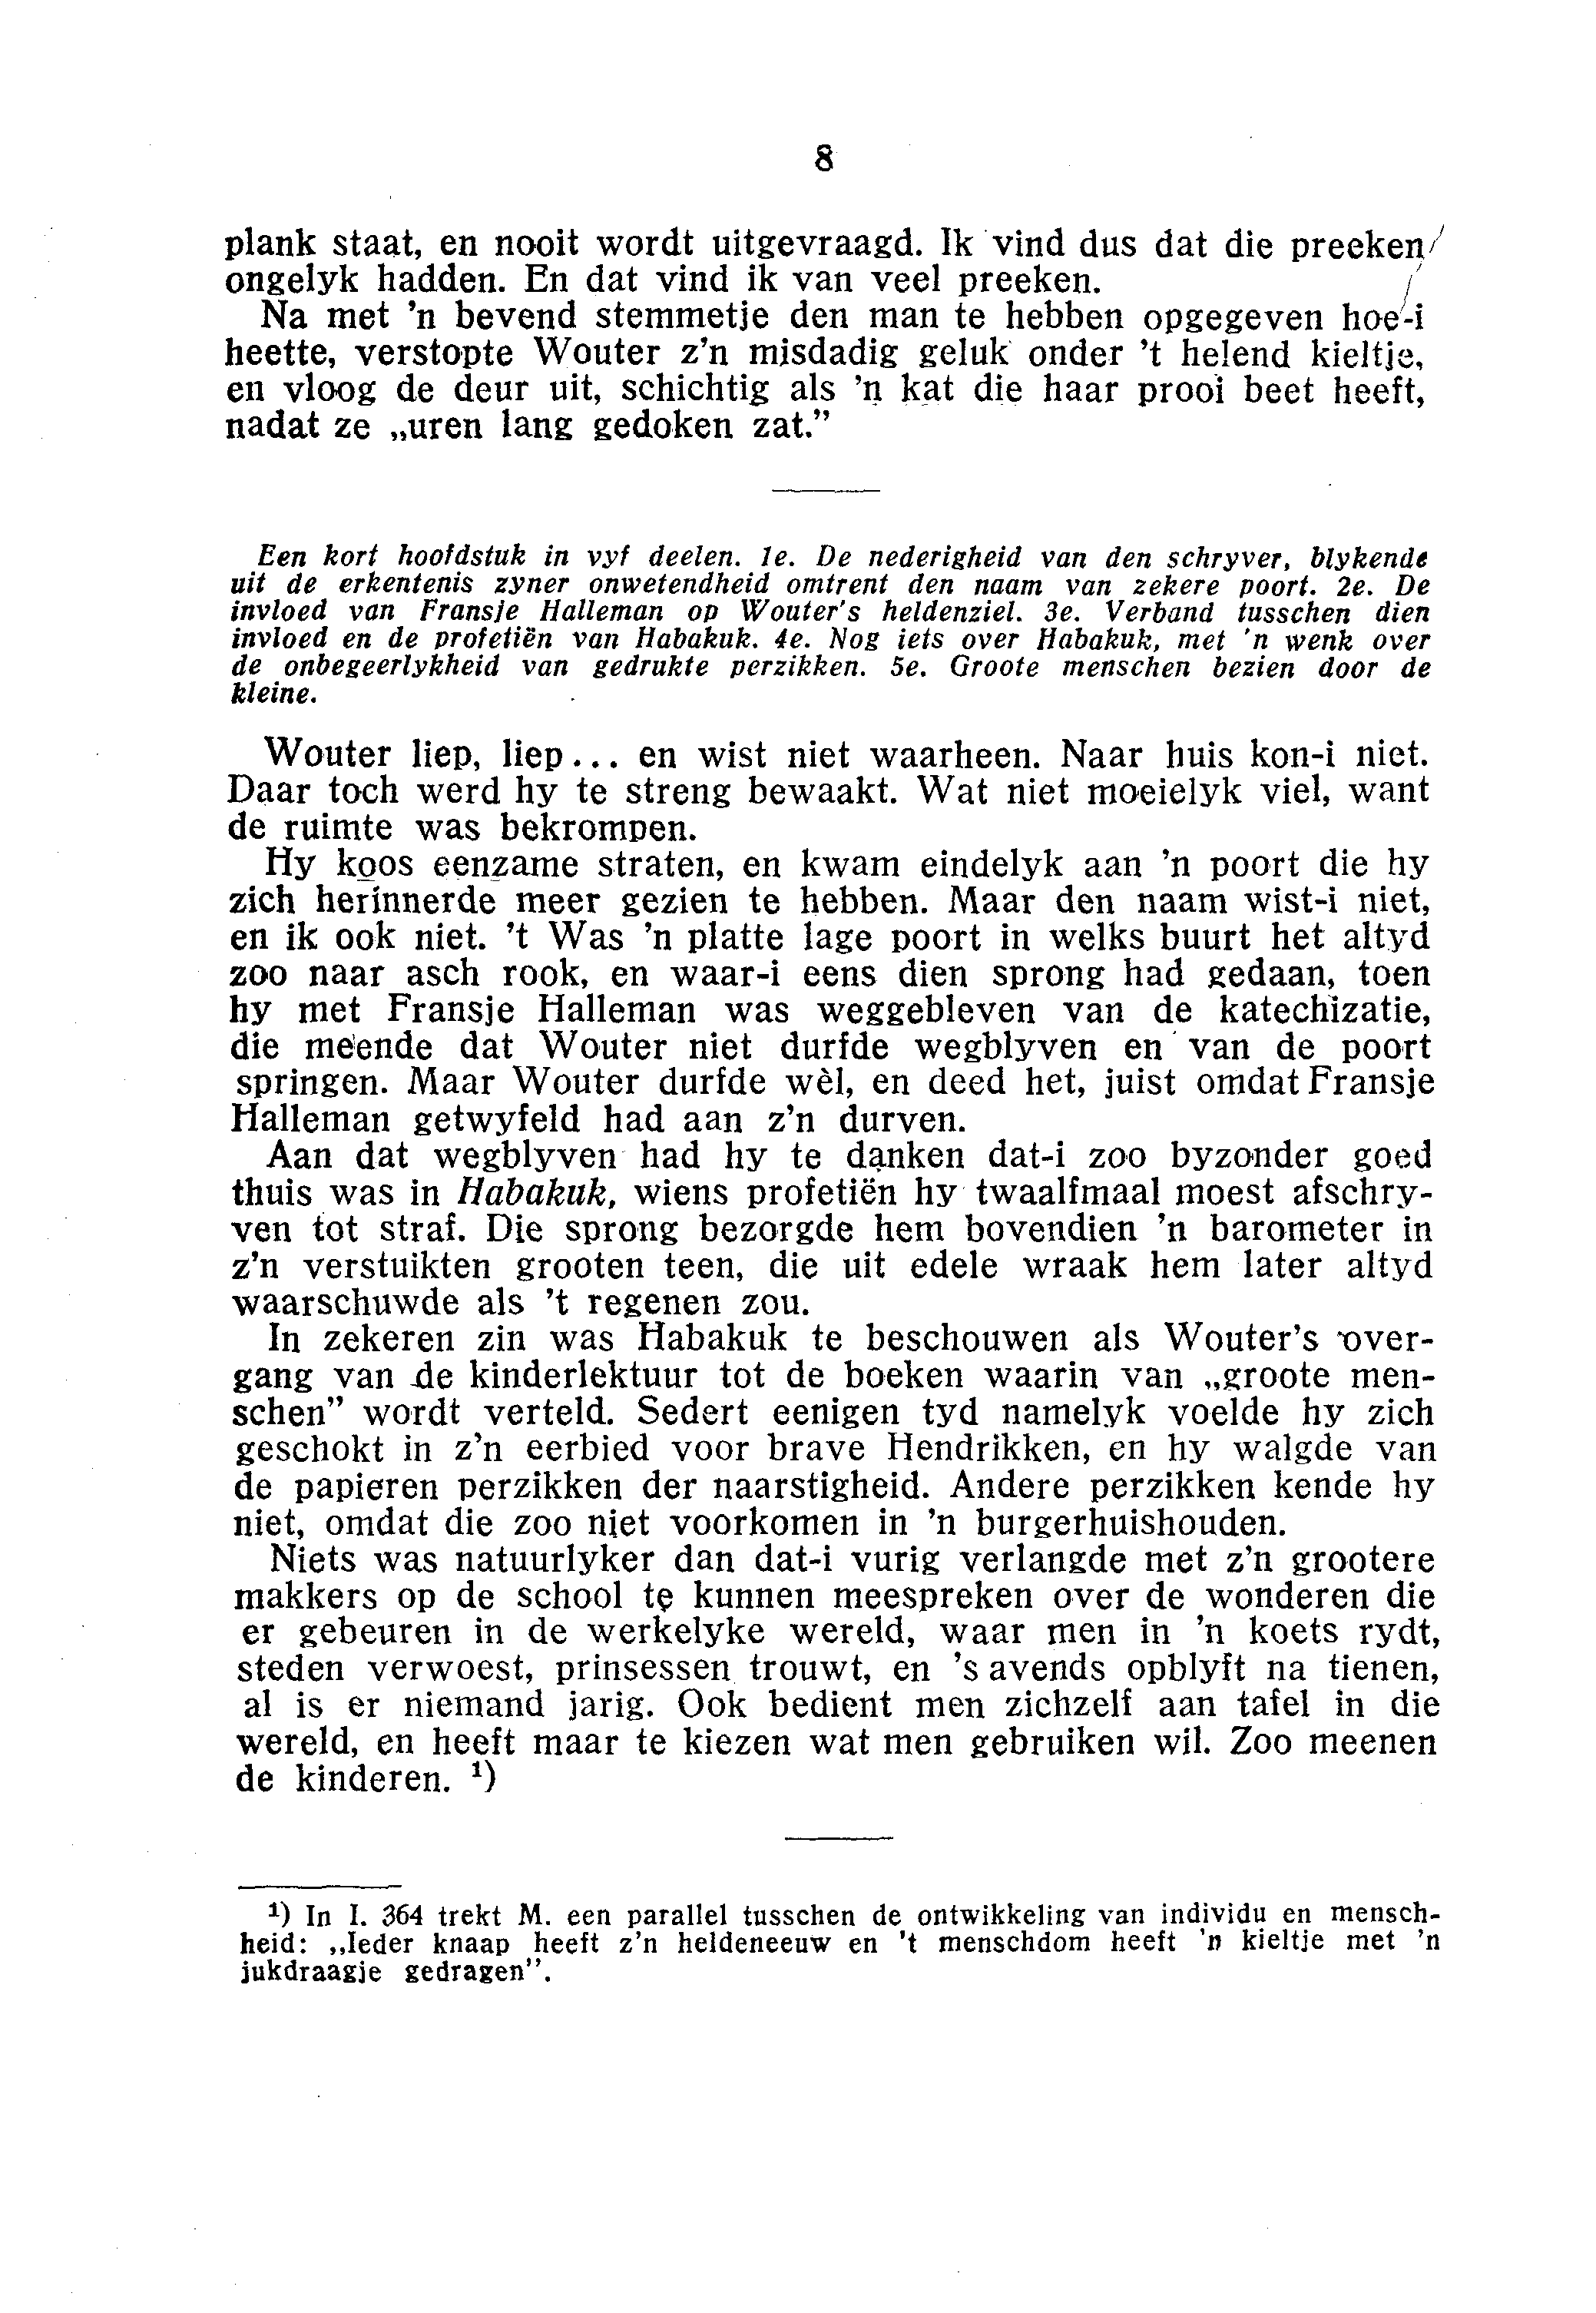 8
plank staat, en nooit wordt uitgevraagd. Ik vind dus dat die preeken
ongelyk hadden. En dat vind ik van veel preeken.
Na met 'n bevend stemmetje den man te hebben opgegeven hoe-i
heette, verstopte Wouter z'n misdadig geluk onder 't helend kieltje,
en vloog de deur uit, schichtig als 'n kat die haar prooi beet heeft,
nadat ze „uren lang gedoken zat.”
Een kort hoofdstuk in vyf deelen. 1e. De nederigheid van den schryver, blykende
uit de erkentenis zyner onwetendheid omtrent den naam van zekere poort. 2e. De
invloed van Fransje Halleman op Wouter's heldenziel. 3e. Verband tusschen dien
invloed en de profetiën van Habakuk. 4e. Nog iets over Habakuk, met 'n wenk over
de onbegeerlykheid van gedrukte perzikken. 5e. Groote menschen bezien door de
kleine.
Wouter liep, liep... en wist niet waarheen. Naar huis kon-i niet.
Daar toch werd hy te streng bewaakt. Wat niet moeielyk viel, want
de ruimte was bekrompen.
Hy koos eenzame straten, en kwam eindelyk aan 'n poort die hy
zich herinnerde meer gezien te hebben. Maar den naam wist-i niet,
en ik ook niet. 't Was 'n platte lage poort in welks buurt het altyd
zoo naar asch rook, en waar-i eens dien sprong had gedaan, toen
hy met Fransje Halleman was weggebleven van de katechizatie,
die meende dat Wouter niet durfde wegblyven en van de poort
springen. Maar Wouter durfde wèl, en deed het, juist omdat Fransje
Halleman getwyfeld had aan z'n durven.
Aan dat wegblyven had hy te danken dat-i zoo byzonder goed
thuis was in Habakuk, wiens profetiën hy twaalfmaal moest afschry-
ven tot straf. Die sprong bezorgde hem bovendien 'n barometer in
z'n verstuikten grooten teen, die uit edele wraak hem later altyd
waarschuwde als 't regenen zou.
In zekeren zin was Habakuk te beschouwen als Wouter's over-
gang van de kinderlektuur tot de boeken waarin van „groote men-
schen” wordt verteld. Sedert eenigen tyd namelyk voelde hy zich
geschokt in z'n eerbied voor brave Hendrikken, en hy walgde van
de papieren perzikken der naarstigheid. Andere perzikken kende hy
niet, omdat die zoo niet voorkomen in 'n burgerhuishouden.
Niets was natuurlyker dan dat-i vurig verlangde met z'n grootere
makkers op de school te kunnen meespreken over de wonderen die
er gebeuren in de werkelyke wereld, waar men in 'n koets rydt,
steden verwoest, prinsessen trouwt, en 's avends opblyft na tienen,
al is er niemand jarig. Ook bedient men zichzelf aan tafel in die
wereld, en heeft maar te kiezen wat men gebruiken wil. Zoo meenen
de kinderen. ¹)
¹) In I. 364 trekt M. een parallel tusschen de ontwikkeling van individu en mensch-
heid: „Ieder knaap heeft z'n heldeneeuw en 't menschdom heeft 'n kieltje met 'n
jukdraagje gedragen”.